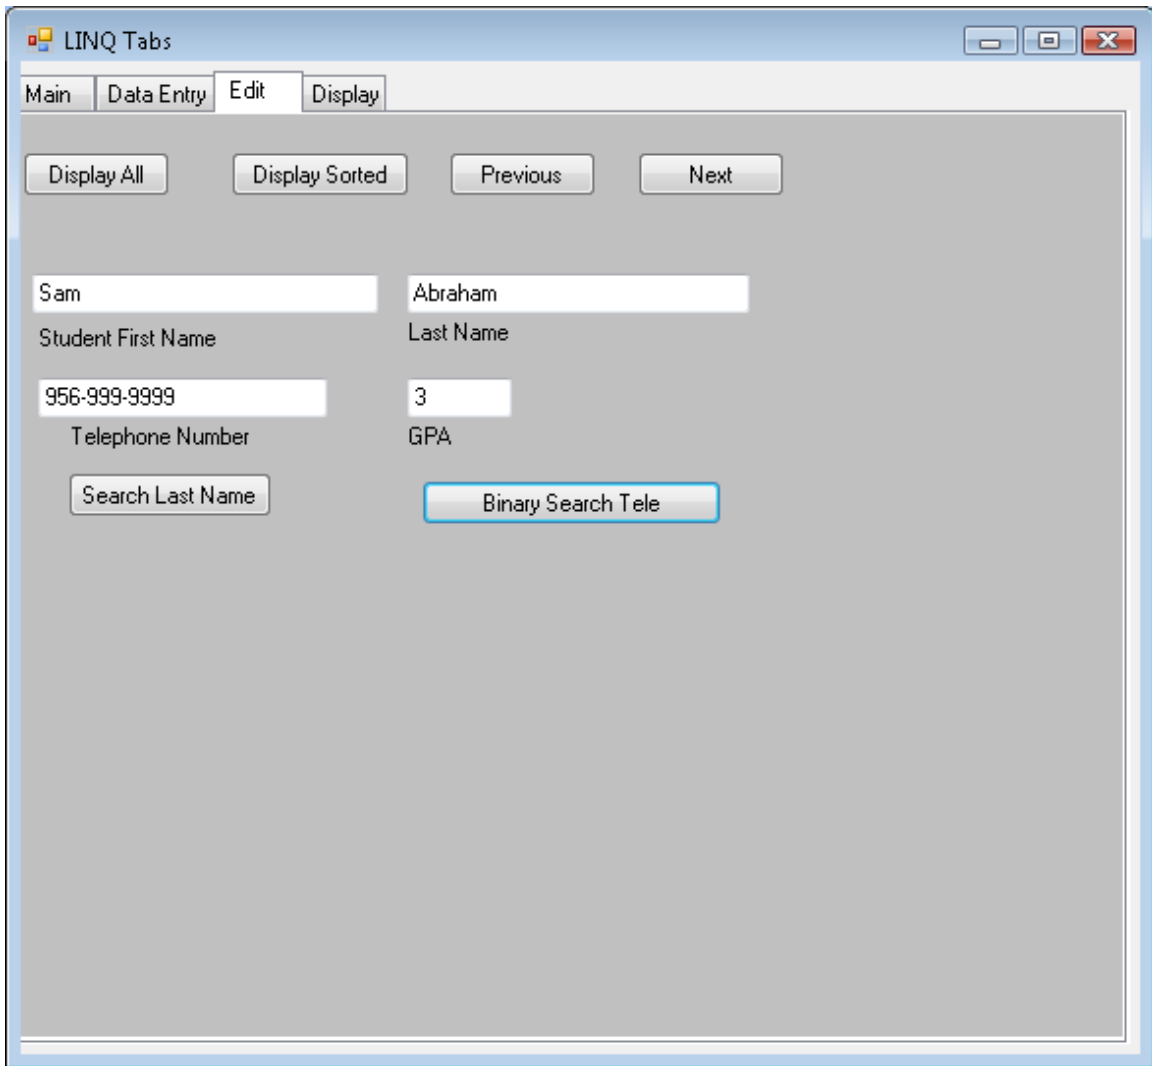 LINQ Tabs
Main Data Entry Edit Display
Display All Display Sorted Previous Next
Sam Abraham
Student First Name Last Name
956-999-9999 3
Telephone Number GPA
Search Last Name Binary Search Tele